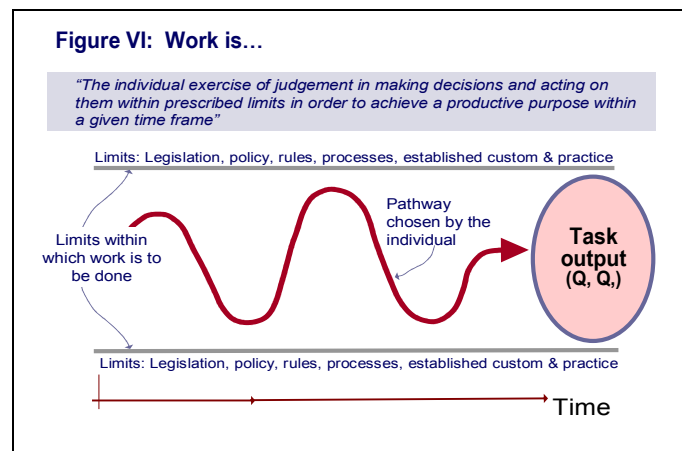 Figure VI:  Work is…
“The individual exercise of judgement in making decisions and acting on
them within prescribed limits in order to achieve a productive purpose within
a given time frame”
Limits: Legislation, policy, rules, processes, established custom & practice
Pathway
chosen by the
individual
Limits within
which work is to
be done
Task
output
(Q, Q,)
Limits: Legislation, policy, rules, processes, established custom & practice
Time